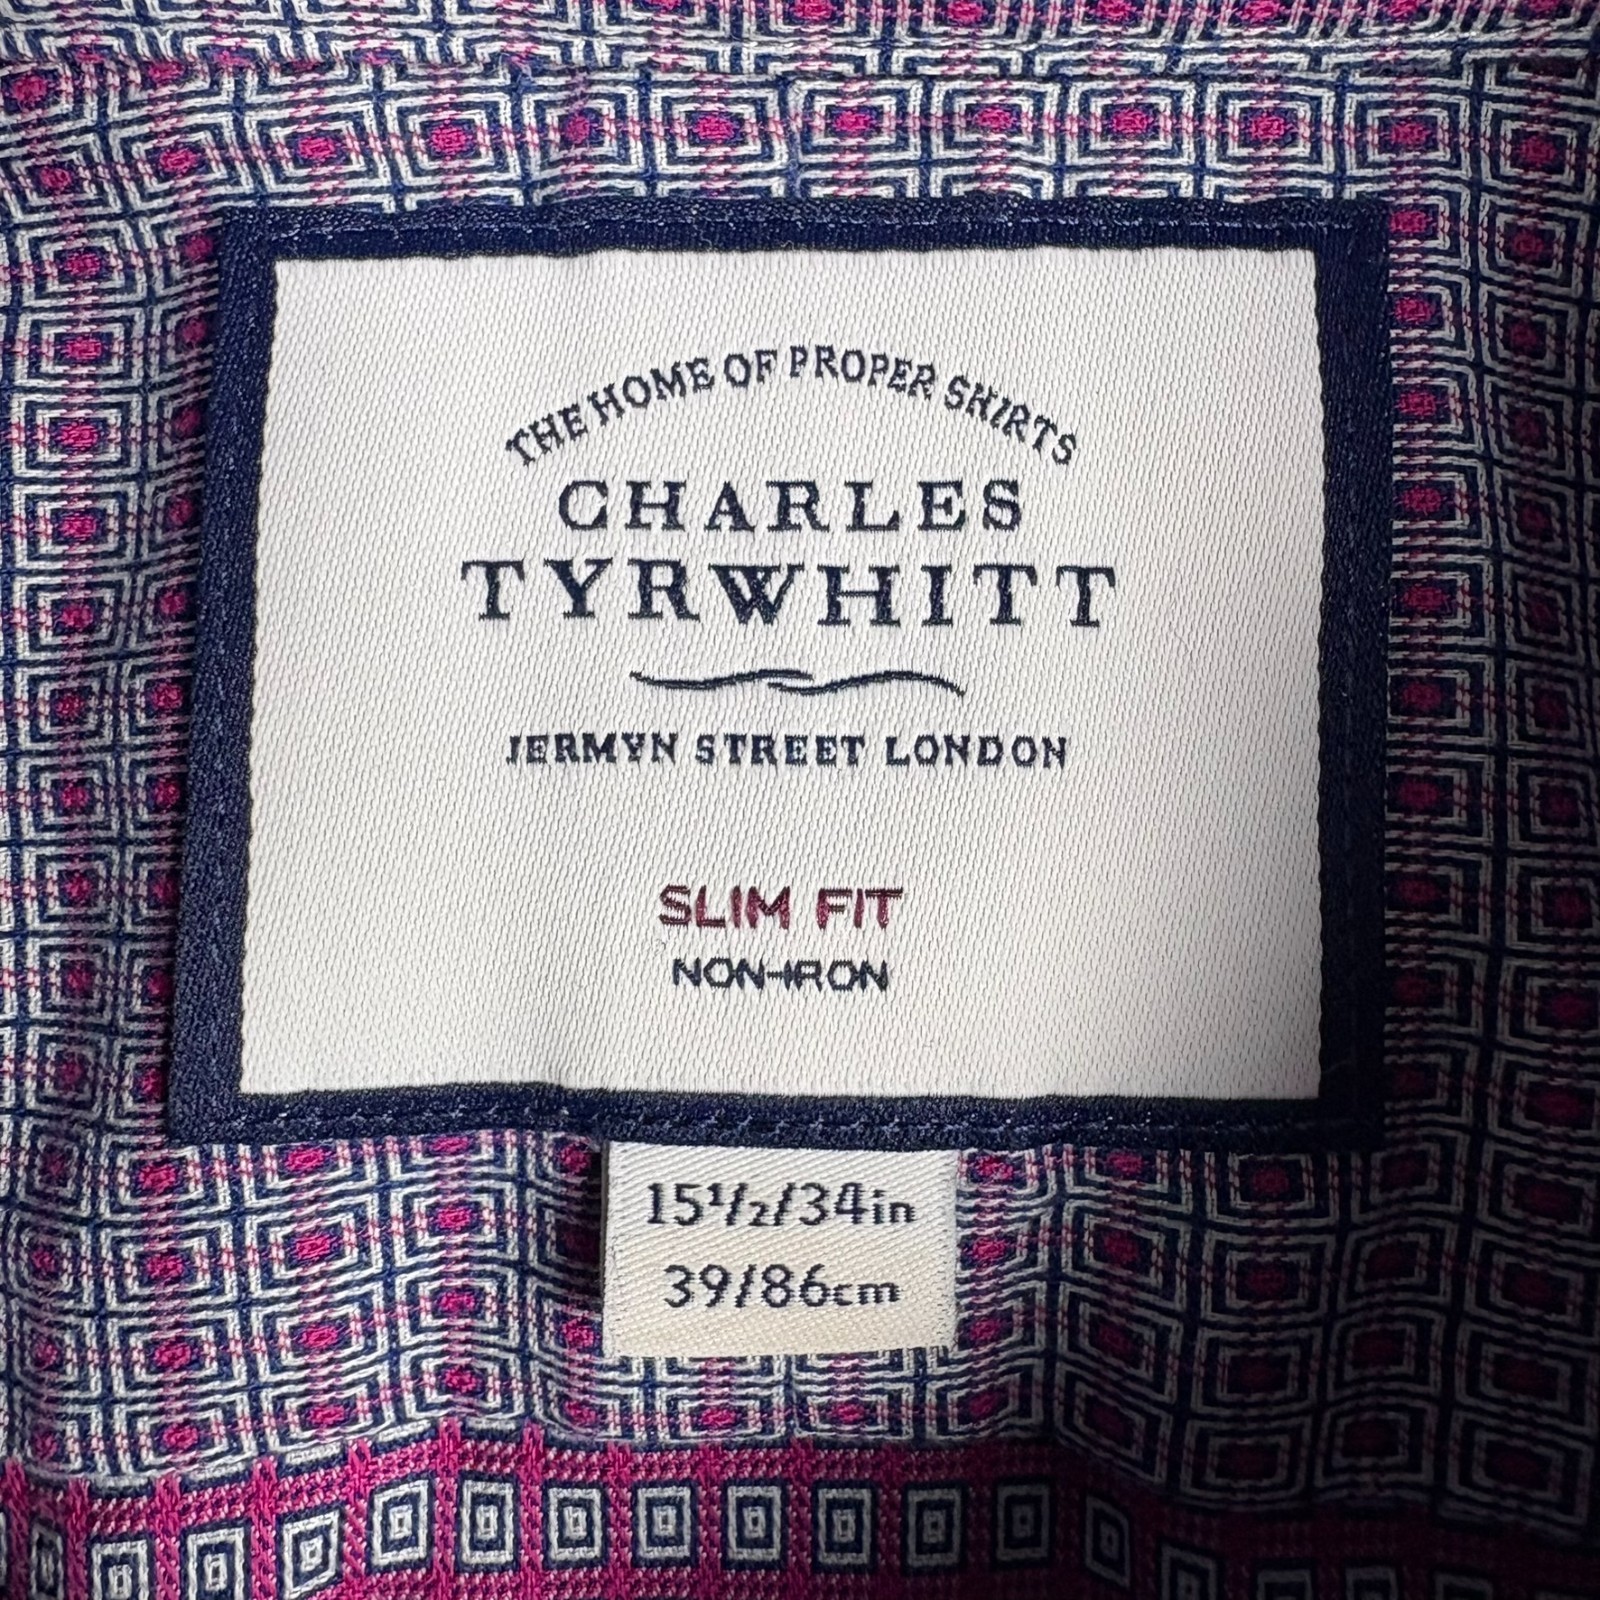 THE HOME OF PROPER SHIRTS
CHARLES
TYRWHITT
JERMYN STREET LONDON
SLIM FIT
NON-IRON
15½/34in
39/86cm